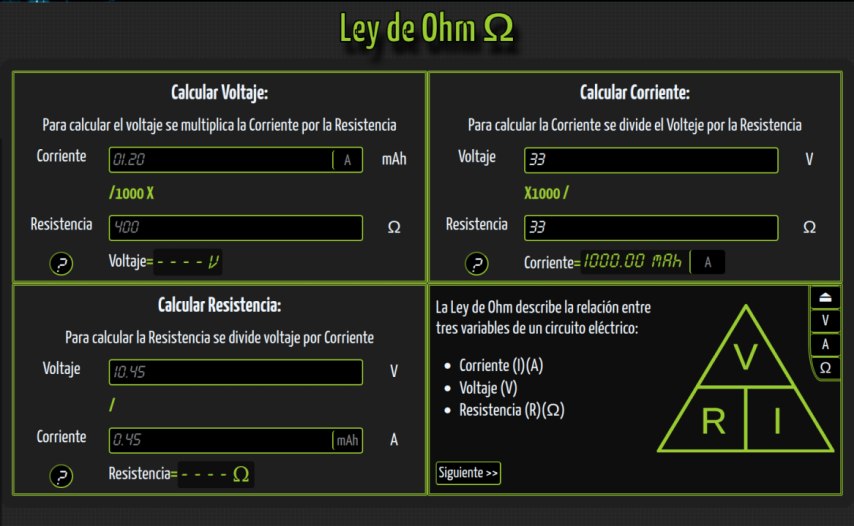 Ley de Ohm Ω
Calcular Voltaje:
Para calcular el voltaje se multiplica la Corriente por la Resistencia
Corriente 01.20 A mAh
/1000 X
Resistencia 400 Ω
? Voltaje=---- V
Calcular Corriente:
Para calcular la Corriente se divide el Volteje por la Resistencia
Voltaje 33 V
X1000 /
Resistencia 33 Ω
? Corriente=1000.00 mAh A
Calcular Resistencia:
Para calcular la Resistencia se divide voltaje por Corriente
Voltaje 10.45 V
/
Corriente 0.45 mAh A
? Resistencia=---- Ω
La Ley de Ohm describe la relación entre
tres variables de un circuito eléctrico:
• Corriente (I)(A)
• Voltaje (V)
• Resistencia (R)(Ω)
Siguiente >>
V
R I
⏏
V
A
Ω